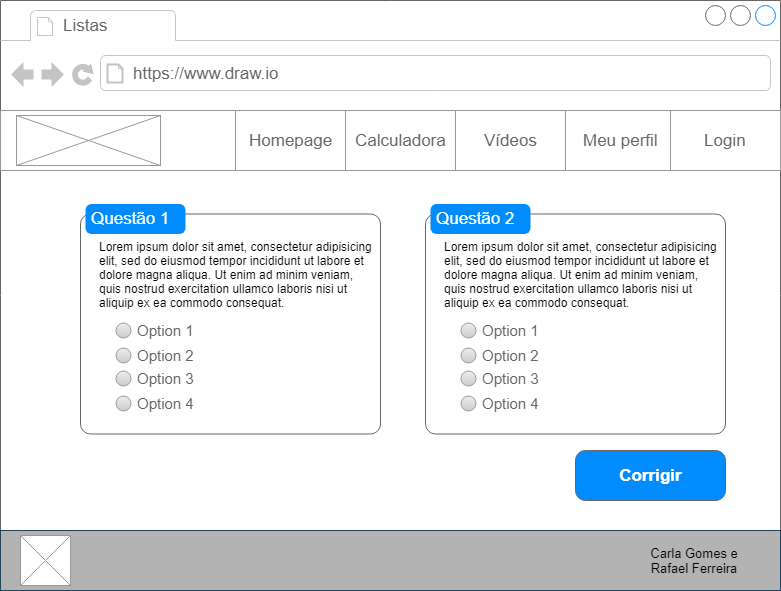 Listas
https://www.draw.io
Homepage
Calculadora
Vídeos
Meu perfil
Login
Questão 1
Lorem ipsum dolor sit amet, consectetur adipisicing
elit, sed do eiusmod tempor incididunt ut labore et
dolore magna aliqua. Ut enim ad minim veniam,
quis nostrud exercitation ullamco laboris nisi ut
aliquip ex ea commodo consequat.
Option 1
Option 2
Option 3
Option 4
Questão 2
Lorem ipsum dolor sit amet, consectetur adipisicing
elit, sed do eiusmod tempor incididunt ut labore et
dolore magna aliqua. Ut enim ad minim veniam,
quis nostrud exercitation ullamco laboris nisi ut
aliquip ex ea commodo consequat.
Option 1
Option 2
Option 3
Option 4
Corrigir
Carla Gomes e
Rafael Ferreira